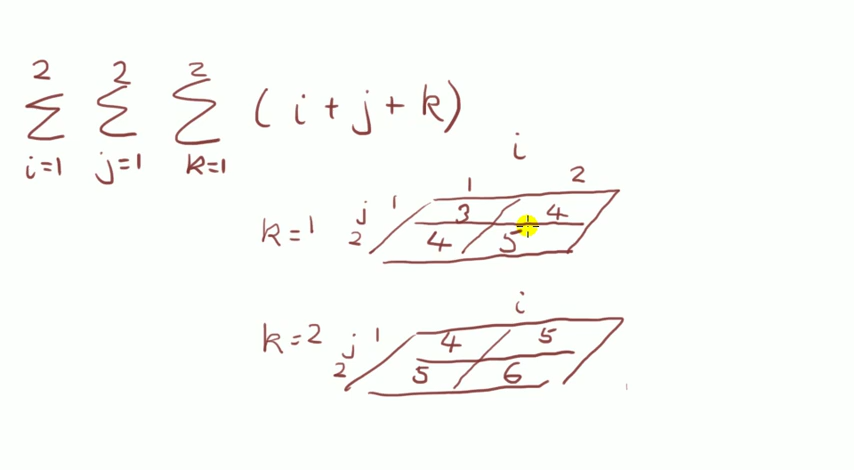 2 2 2
∑ ∑ ∑ ( i + j + k )
i=1 j=1 k=1
i
1 2
k=1 j 1 3 4
2 4 5
i
k=2 j 1 4 5
2 5 6